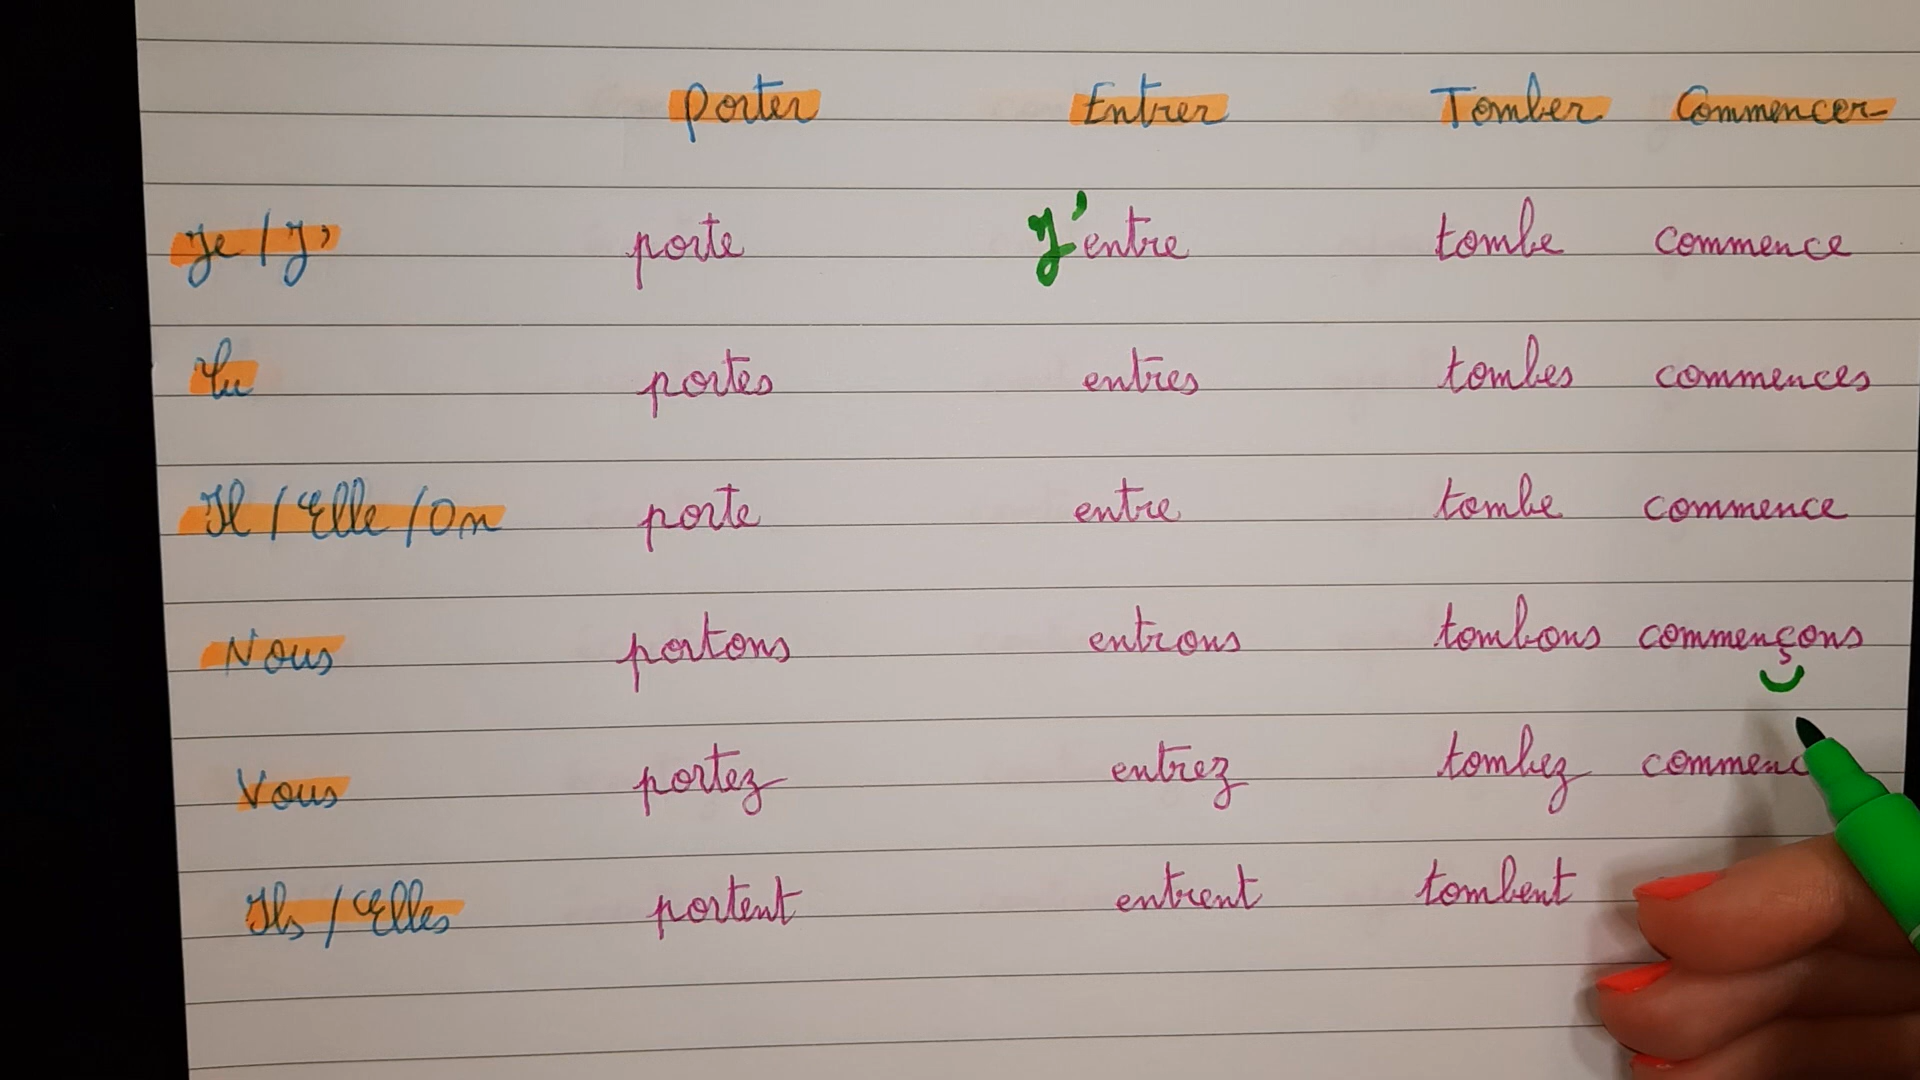 Porter Entrer Tomber Commencer
Je / J' porte J'entre tombe commence
Tu portes entres tombes commences
Il / Elle / On porte entre tombe commence
Nous portons entrons tombons commençons
Vous portez entrez tombez commenc
Ils / Elles portent entrent tombent